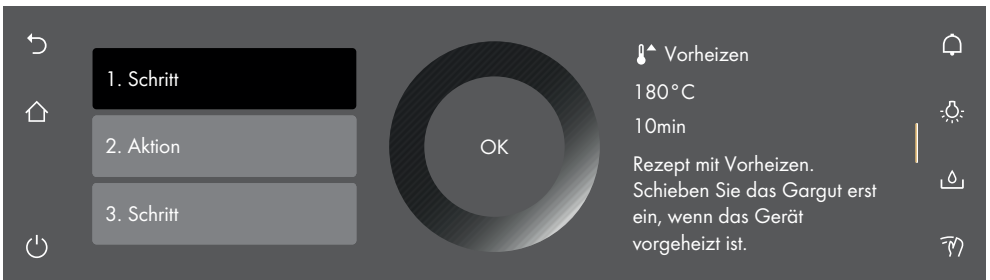 1. Schritt
2. Aktion
3. Schritt
OK
Vorheizen
180°C
10min
Rezept mit Vorheizen.
Schieben Sie das Gargut erst
ein, wenn das Gerät
vorgeheizt ist.